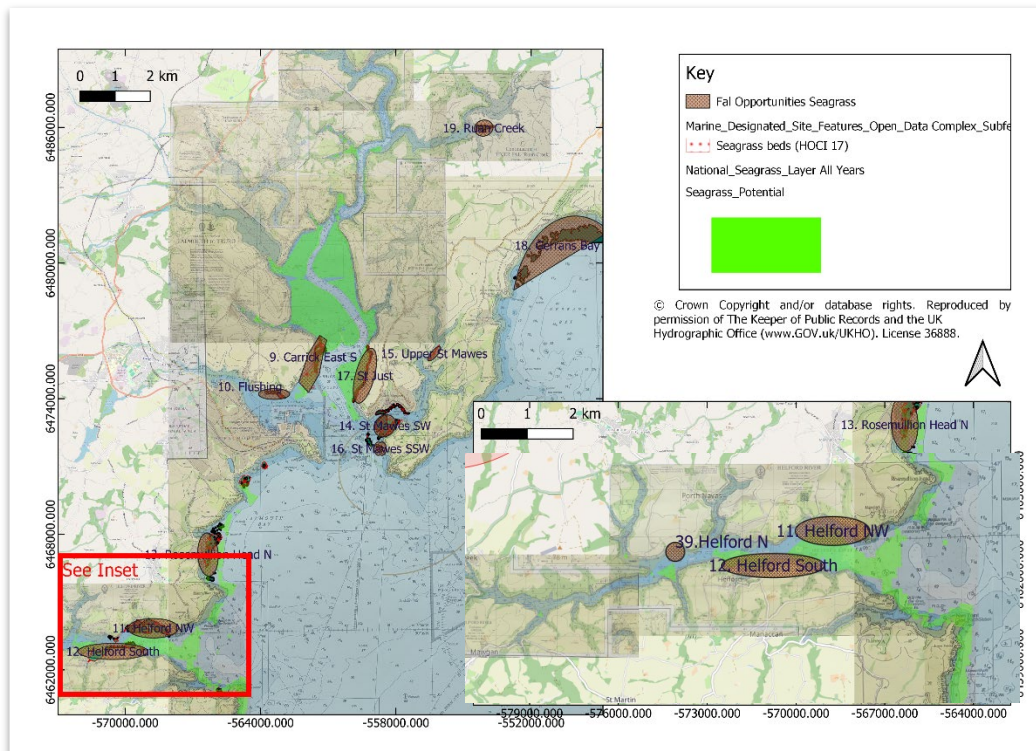 0 1 2 km
6486000.000
6480000.000
6474000.000
6468000.000
6462000.000
19. Ruan Creek
18. Gerrans Bay
9. Carrick East S
15. Upper St Mawes
10. Flushing
17. St Just
14. St Mawes SW
16. St Mawes SSW
13. Rosemullion Head N
See Inset
11. Helford NW
12. Helford South
-570000.000
-564000.000
-558000.000
-552000.000
Key
Fal Opportunities Seagrass
Marine_Designated_Site_Features_Open_Data Complex_Subfe
Seagrass beds (HOCI 17)
National_Seagrass_Layer All Years
Seagrass_Potential
© Crown Copyright and/or database rights. Reproduced by
permission of The Keeper of Public Records and the UK
Hydrographic Office (www.GOV.uk/UKHO). License 36888.
0 1 2 km
13. Rosemullion Head N
Porth Navas
11. Helford NW
39.Helford N
12. Helford South
Manaccan
Mawgan
St Martin
-579000.000
-576000.000
-573000.000
-570000.000
-567000.000
-564000.000